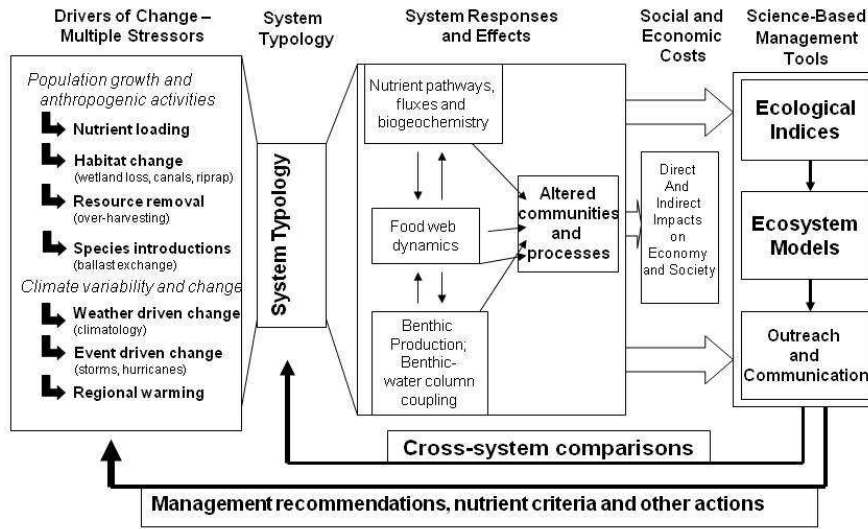 Drivers of Change –
Multiple Stressors
System
Typology
System Responses
and Effects
Social and
Economic
Costs
Science-Based
Management
Tools
Population growth and
anthropogenic activities
Nutrient loading
Habitat change
(wetland loss, canals, riprap)
Resource removal
(over-harvesting)
Species introductions
(ballast exchange)
Climate variability and change
Weather driven change
(climatology)
Event driven change
(storms, hurricanes)
Regional warming
System Typology
Nutrient pathways,
fluxes and
biogeochemistry
Food web
dynamics
Benthic
Production;
Benthic-
water column
coupling
Altered
communities
and
processes
Direct
And
Indirect
Impacts
on
Economy
and Society
Ecological
Indices
Ecosystem
Models
Outreach
and
Communication
Cross-system comparisons
Management recommendations, nutrient criteria and other actions